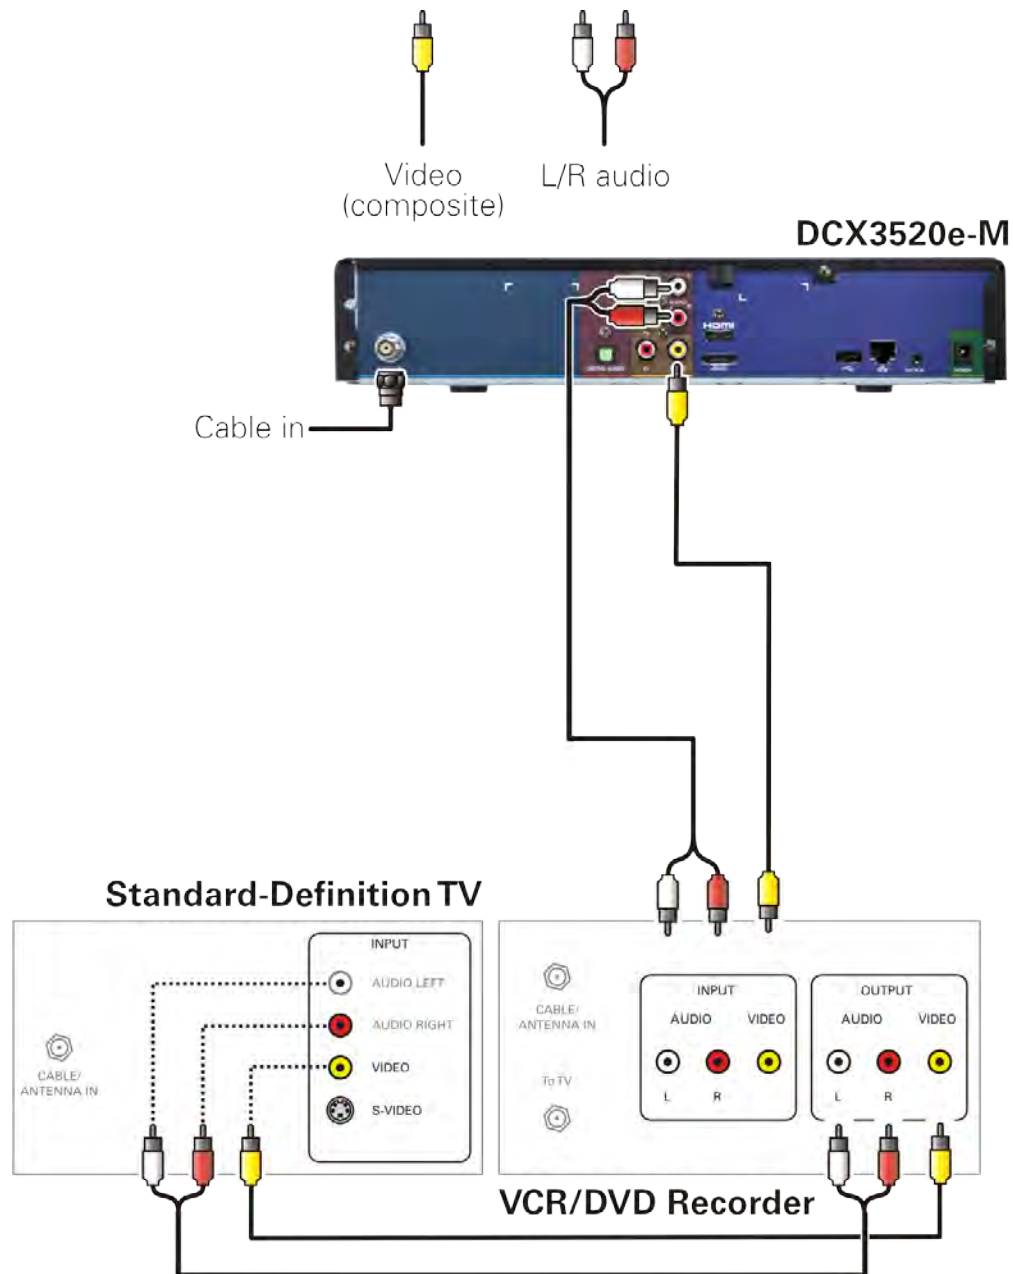 Video
(composite)
L/R audio
DCX3520e-M
HDMI
Cable in
Standard-Definition TV
INPUT
AUDIO LEFT
AUDIO RIGHT
VIDEO
S-VIDEO
CABLE/
ANTENNA IN
CABLE/
ANTENNA IN
To TV
INPUT
AUDIO VIDEO
L R
OUTPUT
AUDIO VIDEO
L R
VCR/DVD Recorder